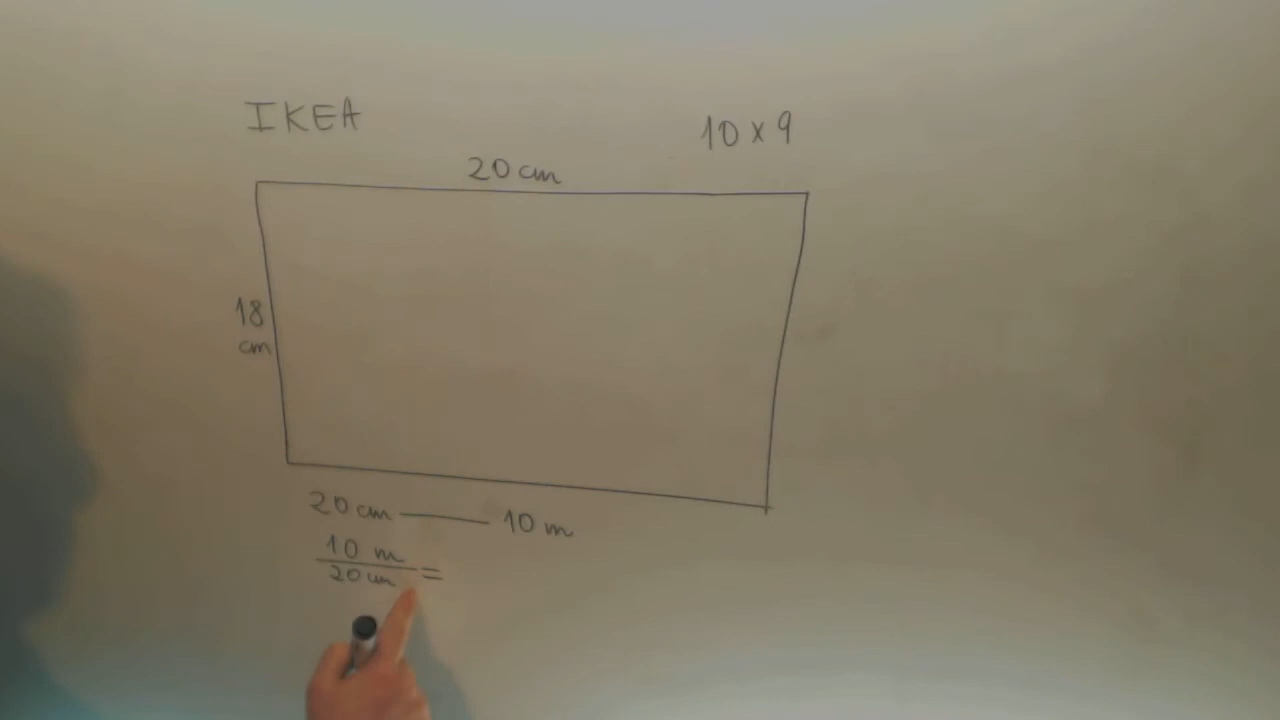 IKEA
10 x 9
20 cm
18
cm
20 cm —— 10 m
10 m
20 cm =